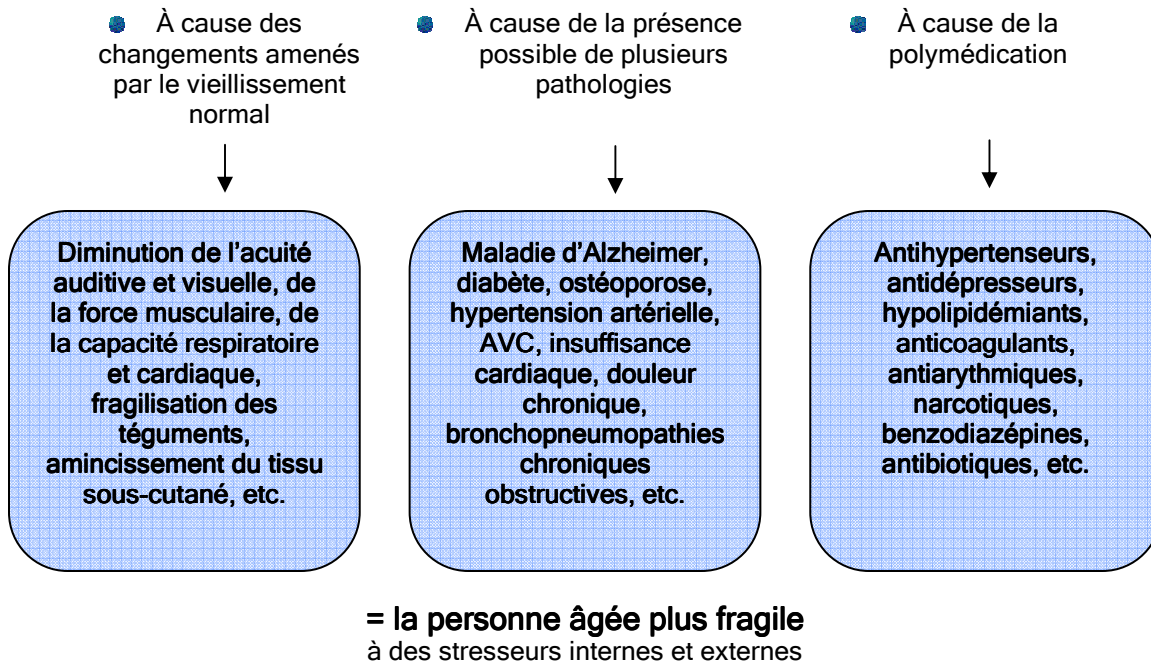 À cause des
changements amenés
par le vieillissement
normal
À cause de la présence
possible de plusieurs
pathologies
À cause de la
polymédication
Diminution de l’acuité
auditive et visuelle, de
la force musculaire, de
la capacité respiratoire
et cardiaque,
fragilisation des
téguments,
amincissement du tissu
sous-cutané, etc.
Maladie d’Alzheimer,
diabète, ostéoporose,
hypertension artérielle,
AVC, insuffisance
cardiaque, douleur
chronique,
bronchopneumopathies
chroniques
obstructives, etc.
Antihypertenseurs,
antidépresseurs,
hypolipidémiants,
anticoagulants,
antiarythmiques,
narcotiques,
benzodiazépines,
antibiotiques, etc.
= la personne âgée plus fragile
à des stresseurs internes et externes